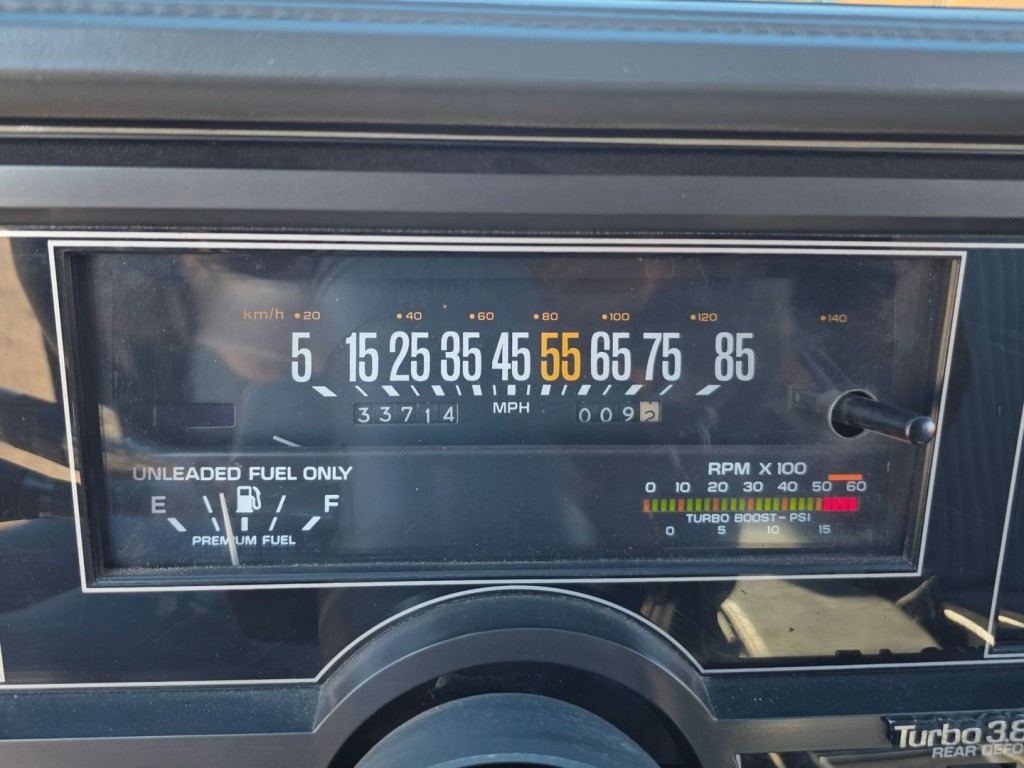 km/h 20 40 60 80 100 120 140
5 15 25 35 45 55 65 75 85
33714 MPH 0092
UNLEADED FUEL ONLY
E F
PREMIUM FUEL
RPM X 100
0 10 20 30 40 50 60
TURBO BOOST - PSI
0 5 10 15
Turbo 3.8
REAR DEFO